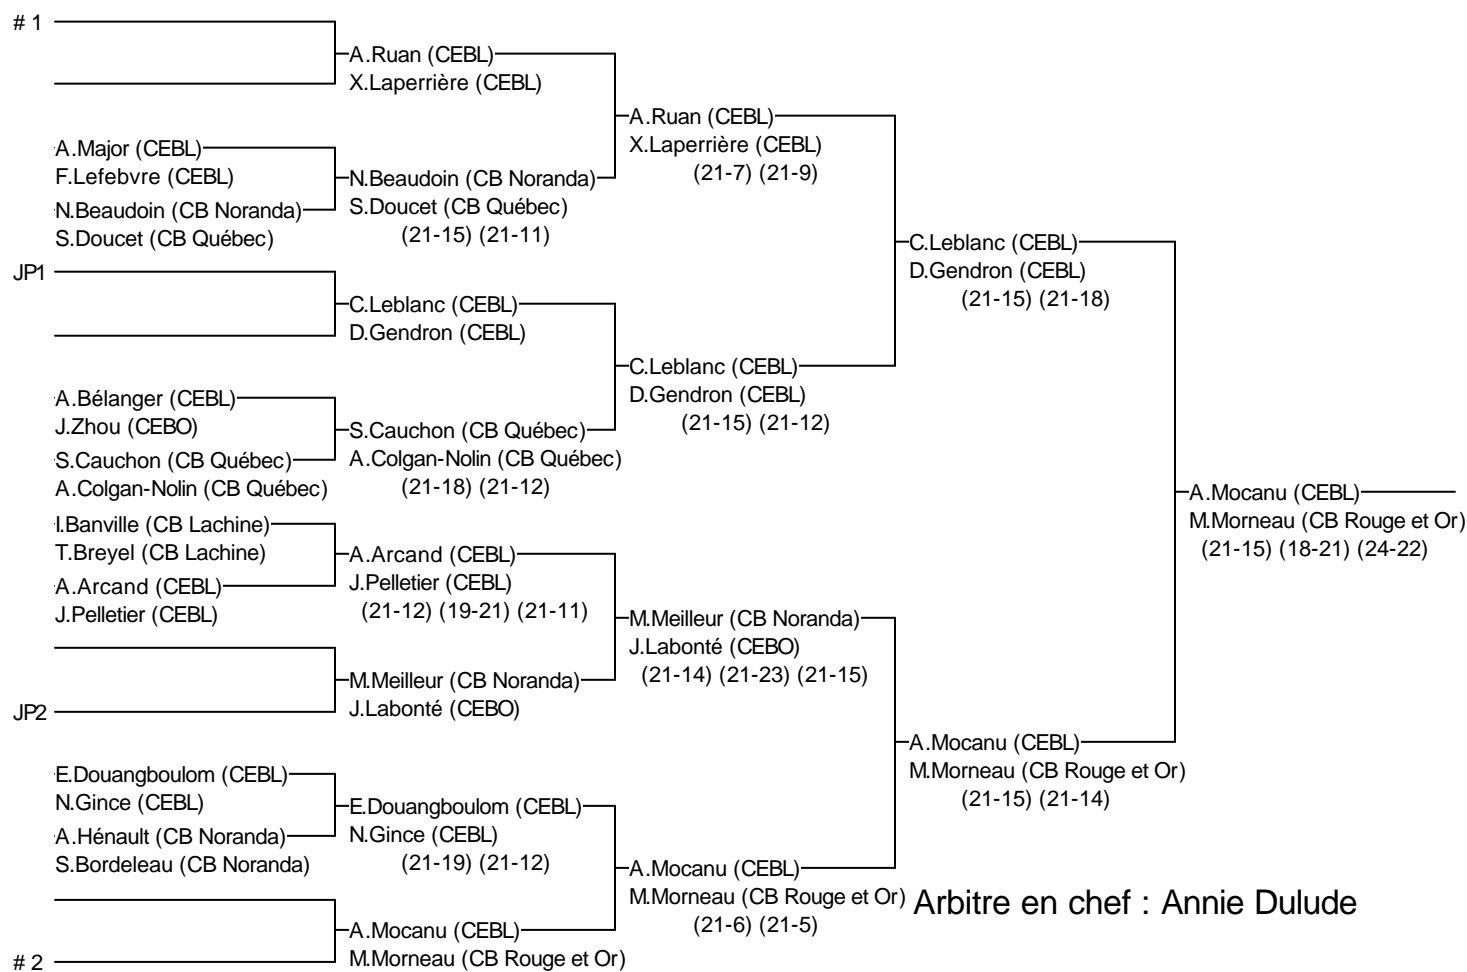 # 1
A.Ruan (CEBL)
X.Laperrière (CEBL)
A.Ruan (CEBL)
X.Laperrière (CEBL)
(21-7) (21-9)
A.Major (CEBL)
F.Lefebvre (CEBL)
N.Beaudoin (CB Noranda)
S.Doucet (CB Québec)
N.Beaudoin (CB Noranda)
S.Doucet (CB Québec)
(21-15) (21-11)
C.Leblanc (CEBL)
D.Gendron (CEBL)
(21-15) (21-18)
JP1
C.Leblanc (CEBL)
D.Gendron (CEBL)
C.Leblanc (CEBL)
D.Gendron (CEBL)
(21-15) (21-12)
A.Bélanger (CEBL)
J.Zhou (CEBO)
S.Cauchon (CB Québec)
A.Colgan-Nolin (CB Québec)
S.Cauchon (CB Québec)
A.Colgan-Nolin (CB Québec)
(21-18) (21-12)
A.Mocanu (CEBL)
M.Morneau (CB Rouge et Or)
(21-15) (18-21) (24-22)
I.Banville (CB Lachine)
T.Breyel (CB Lachine)
A.Arcand (CEBL)
J.Pelletier (CEBL)
A.Arcand (CEBL)
J.Pelletier (CEBL)
(21-12) (19-21) (21-11)
M.Meilleur (CB Noranda)
J.Labonté (CEBO)
(21-14) (21-23) (21-15)
M.Meilleur (CB Noranda)
J.Labonté (CEBO)
JP2
A.Mocanu (CEBL)
M.Morneau (CB Rouge et Or)
(21-15) (21-14)
E.Douangboulom (CEBL)
N.Gince (CEBL)
A.Hénault (CB Noranda)
S.Bordeleau (CB Noranda)
E.Douangboulom (CEBL)
N.Gince (CEBL)
(21-19) (21-12)
A.Mocanu (CEBL)
M.Morneau (CB Rouge et Or)
(21-6) (21-5)
Arbitre en chef : Annie Dulude
A.Mocanu (CEBL)
M.Morneau (CB Rouge et Or)
# 2